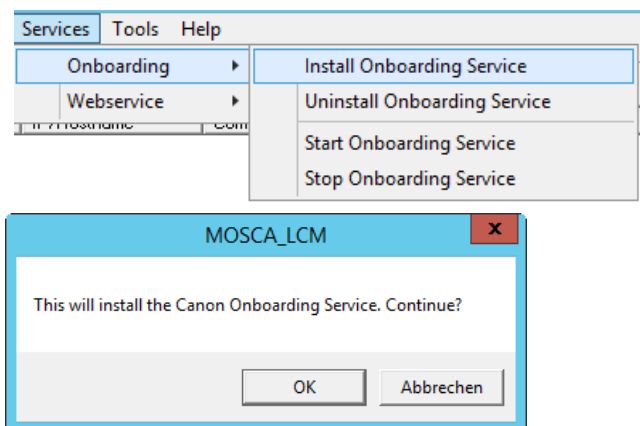 Services Tools Help
Onboarding Install Onboarding Service
Webservice Uninstall Onboarding Service
Start Onboarding Service
Stop Onboarding Service
MOSCA_LCM
x
This will install the Canon Onboarding Service. Continue?
OK Abbrechen